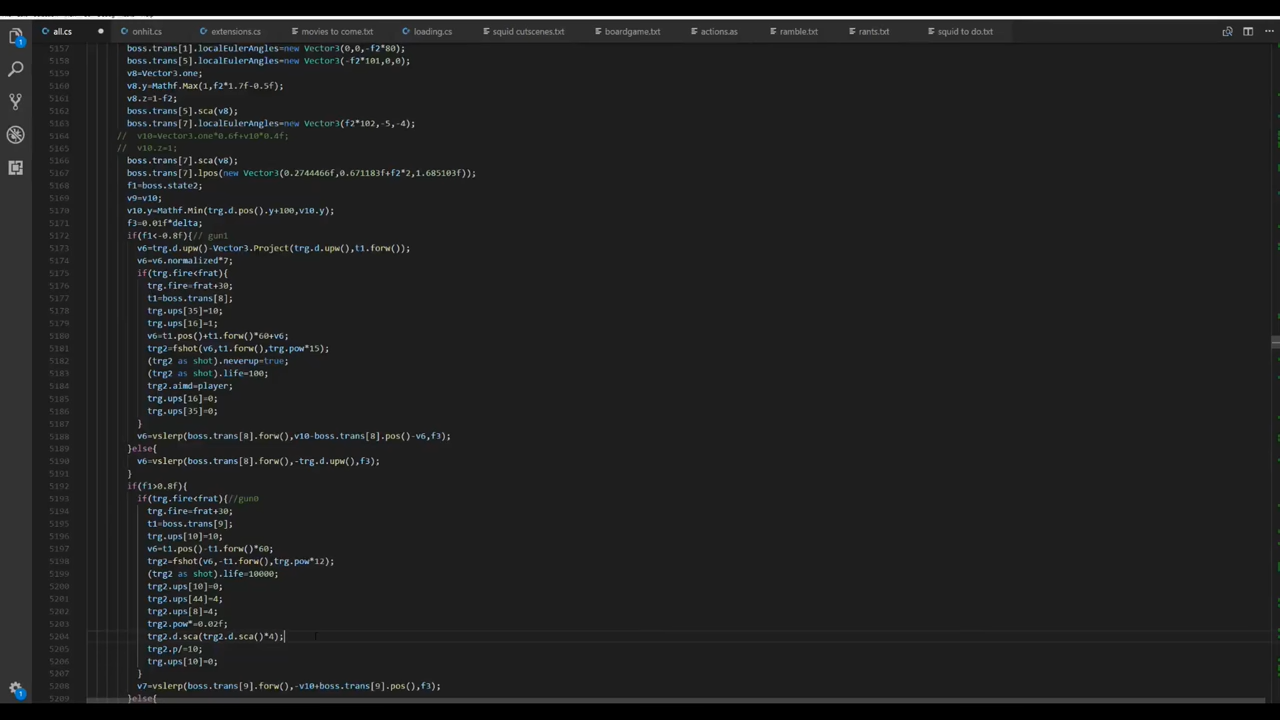 all.cs onhit.cs extensions.cs movies to come.txt loading.cs squid cutscenes.txt boardgame.txt actions.as ramble.txt rants.txt squid to do.txt
5157 boss.trans[1].localEulerAngles=new Vector3(0,0,-f2*80);
5158 boss.trans[5].localEulerAngles=new Vector3(-f2*101,0,0);
5159 v8=Vector3.one;
5160 v8.y=Mathf.Max(1,f2*1.7f-0.5f);
5161 v8.z=1-f2;
5162 boss.trans[5].sca(v8);
5163 boss.trans[7].localEulerAngles=new Vector3(f2*102,-5,-4);
5164 // v10=Vector3.one*0.6f+v10*0.4f;
5165 // v10.z=1;
5166 boss.trans[7].sca(v8);
5167 boss.trans[7].lpos(new Vector3(0.2744466f,0.671183f+f2*2,1.685103f));
5168 f1=boss.state2;
5169 v9=v10;
5170 v10.y=Mathf.Min(trg.d.pos().y+100,v10.y);
5171 f3=0.01f*delta;
5172 if(f1<-0.8f){// gun1
5173 v6=trg.d.upw()-Vector3.Project(trg.d.upw(),t1.forw());
5174 v6=v6.normalized*7;
5175 if(trg.fire<frat){
5176 trg.fire=frat+30;
5177 t1=boss.trans[8];
5178 trg.ups[35]=10;
5179 trg.ups[16]=1;
5180 v6=t1.pos()+t1.forw()*60+v6;
5181 trg2=fshot(v6,t1.forw(),trg.pow*15);
5182 (trg2 as shot).neverup=true;
5183 (trg2 as shot).life=100;
5184 trg2.aimd=player;
5185 trg.ups[16]=0;
5186 trg.ups[35]=0;
5187 }
5188 v6=vslerp(boss.trans[8].forw(),v10-boss.trans[8].pos()-v6,f3);
5189 }else{
5190 v6=vslerp(boss.trans[8].forw(),-trg.d.upw(),f3);
5191 }
5192 if(f1>0.8f){
5193 if(trg.fire<frat){//gun0
5194 trg.fire=frat+30;
5195 t1=boss.trans[9];
5196 trg.ups[10]=10;
5197 v6=t1.pos()-t1.forw()*60;
5198 trg2=fshot(v6,-t1.forw(),trg.pow*12);
5199 (trg2 as shot).life=10000;
5200 trg2.ups[10]=0;
5201 trg2.ups[44]=4;
5202 trg2.ups[8]=4;
5203 trg2.pow*=0.02f;
5204 trg2.d.sca(trg2.d.sca()*4);
5205 trg2.p/=10;
5206 trg.ups[10]=0;
5207 }
5208 v7=vslerp(boss.trans[9].forw(),-v10+boss.trans[9].pos(),f3);
5209 }else{